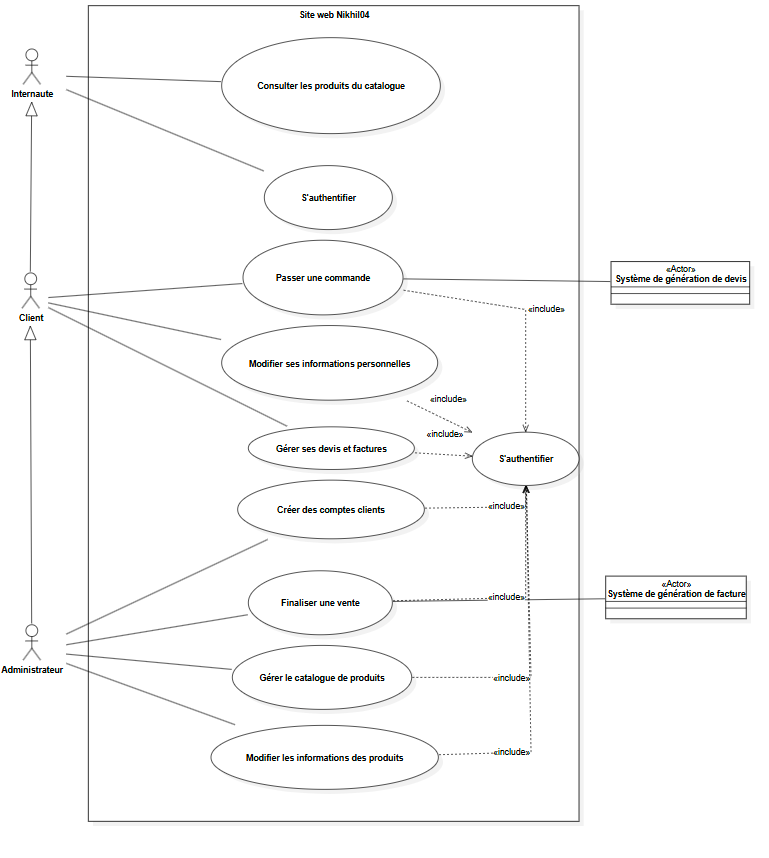 Site web Nikhil04
Internaute
Consulter les produits du catalogue
S'authentifier
Passer une commande
«Actor»
Système de génération de devis
«include»
Client
Modifier ses informations personnelles
«include»
«include»
Gérer ses devis et factures
S'authentifier
Créer des comptes clients
«include»
Finaliser une vente
«include»
«Actor»
Système de génération de facture
Administrateur
Gérer le catalogue de produits
«include»
Modifier les informations des produits
«include»